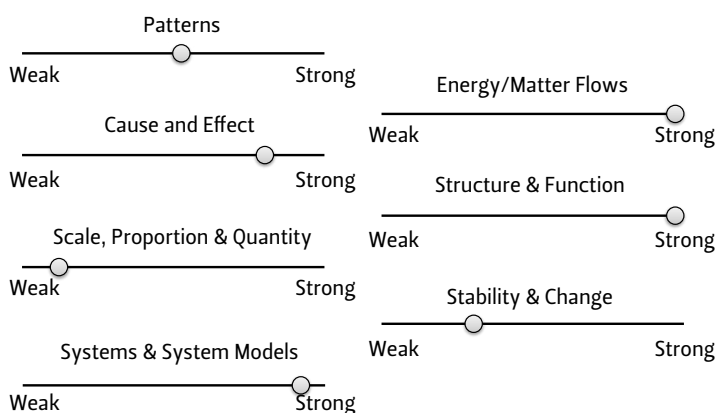 Patterns
Weak Strong
Cause and Effect
Weak Strong
Scale, Proportion & Quantity
Weak Strong
Systems & System Models
Weak Strong
Energy/Matter Flows
Weak Strong
Structure & Function
Weak Strong
Stability & Change
Weak Strong